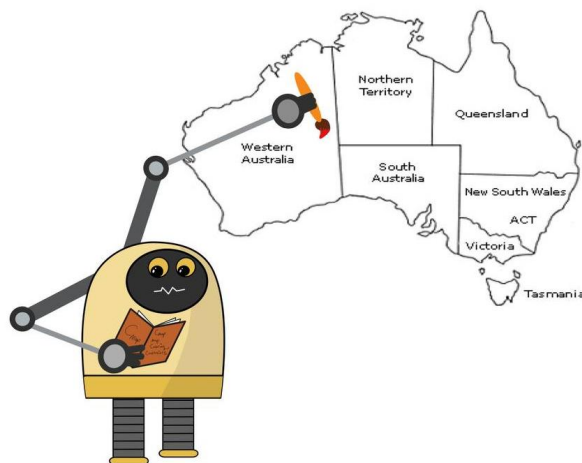 Northern
Territory
Queensland
Western
Australia
South
Australia
New South Wales
ACT
Victoria
Tasmania